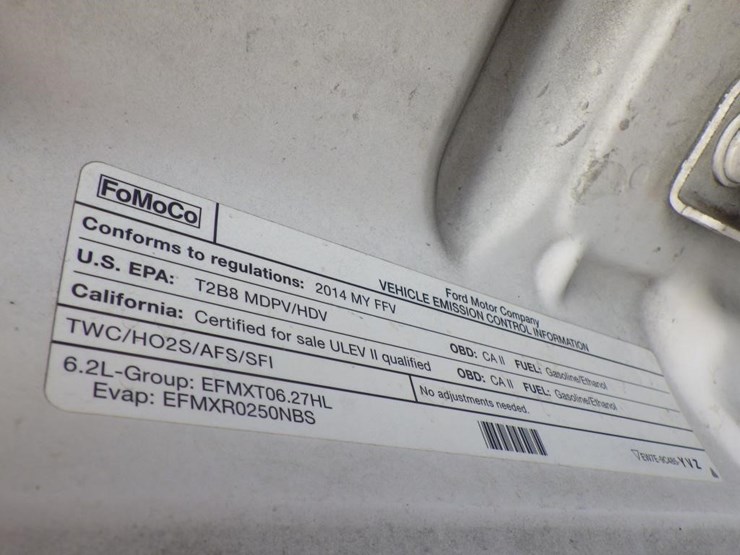 FoMoCo
Ford Motor Company
VEHICLE EMISSION CONTROL INFORMATION
Conforms to regulations: 2014 MY FFV
U.S. EPA: T2B8 MDPV/HDV OBD: CA II FUEL: Gasoline/Ethanol
California: Certified for sale ULEV II qualified OBD: CA II FUEL: Gasoline/Ethanol
TWC/HO2S/AFS/SFI No adjustments needed.
6.2L-Group: EFMXT06.27HL
Evap: EFMXR0250NBS
YVZ